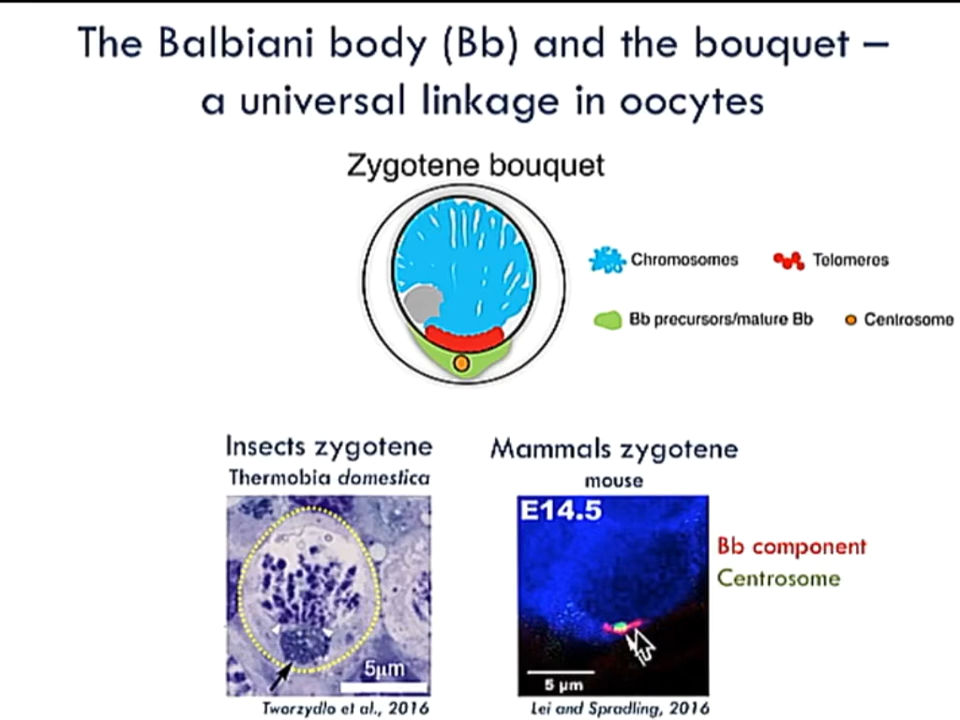 The Balbiani body (Bb) and the bouquet –
a universal linkage in oocytes
Zygotene bouquet
Chromosomes Telomeres
Bb precursors/mature Bb Centrosome
Insects zygotene
Thermobia domestica
Mammals zygotene
mouse
E14.5
Bb component
Centrosome
5μm
5 μm
Tworzydlo et al., 2016
Lei and Spradling, 2016